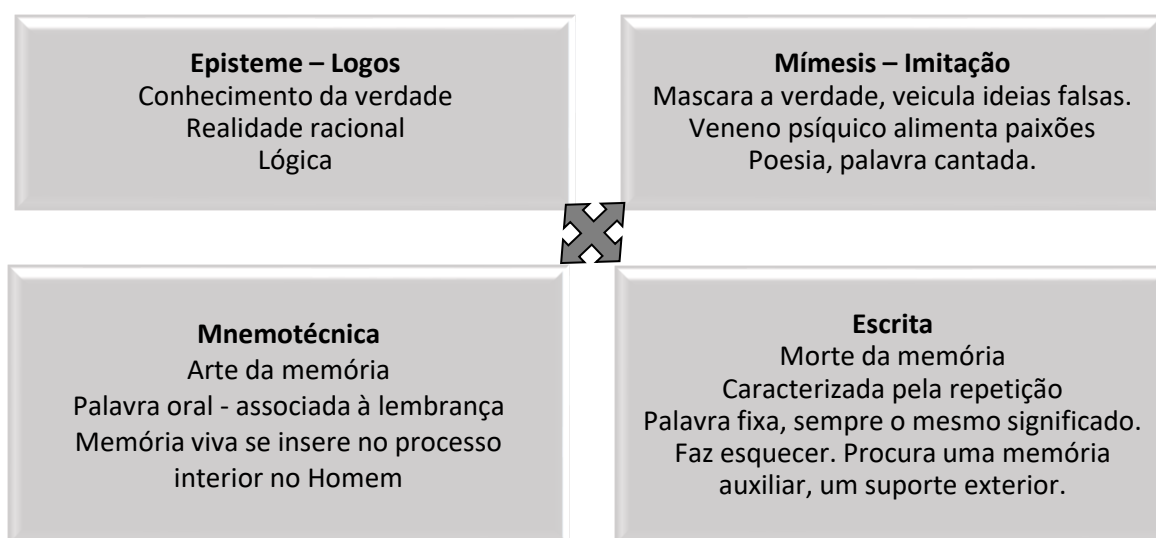 Episteme – Logos
Conhecimento da verdade
Realidade racional
Lógica
Mímesis – Imitação
Mascara a verdade, veicula ideias falsas.
Veneno psíquico alimenta paixões
Poesia, palavra cantada.
Mnemotécnica
Arte da memória
Palavra oral - associada à lembrança
Memória viva se insere no processo
interior no Homem
Escrita
Morte da memória
Caracterizada pela repetição
Palavra fixa, sempre o mesmo significado.
Faz esquecer. Procura uma memória
auxiliar, um suporte exterior.